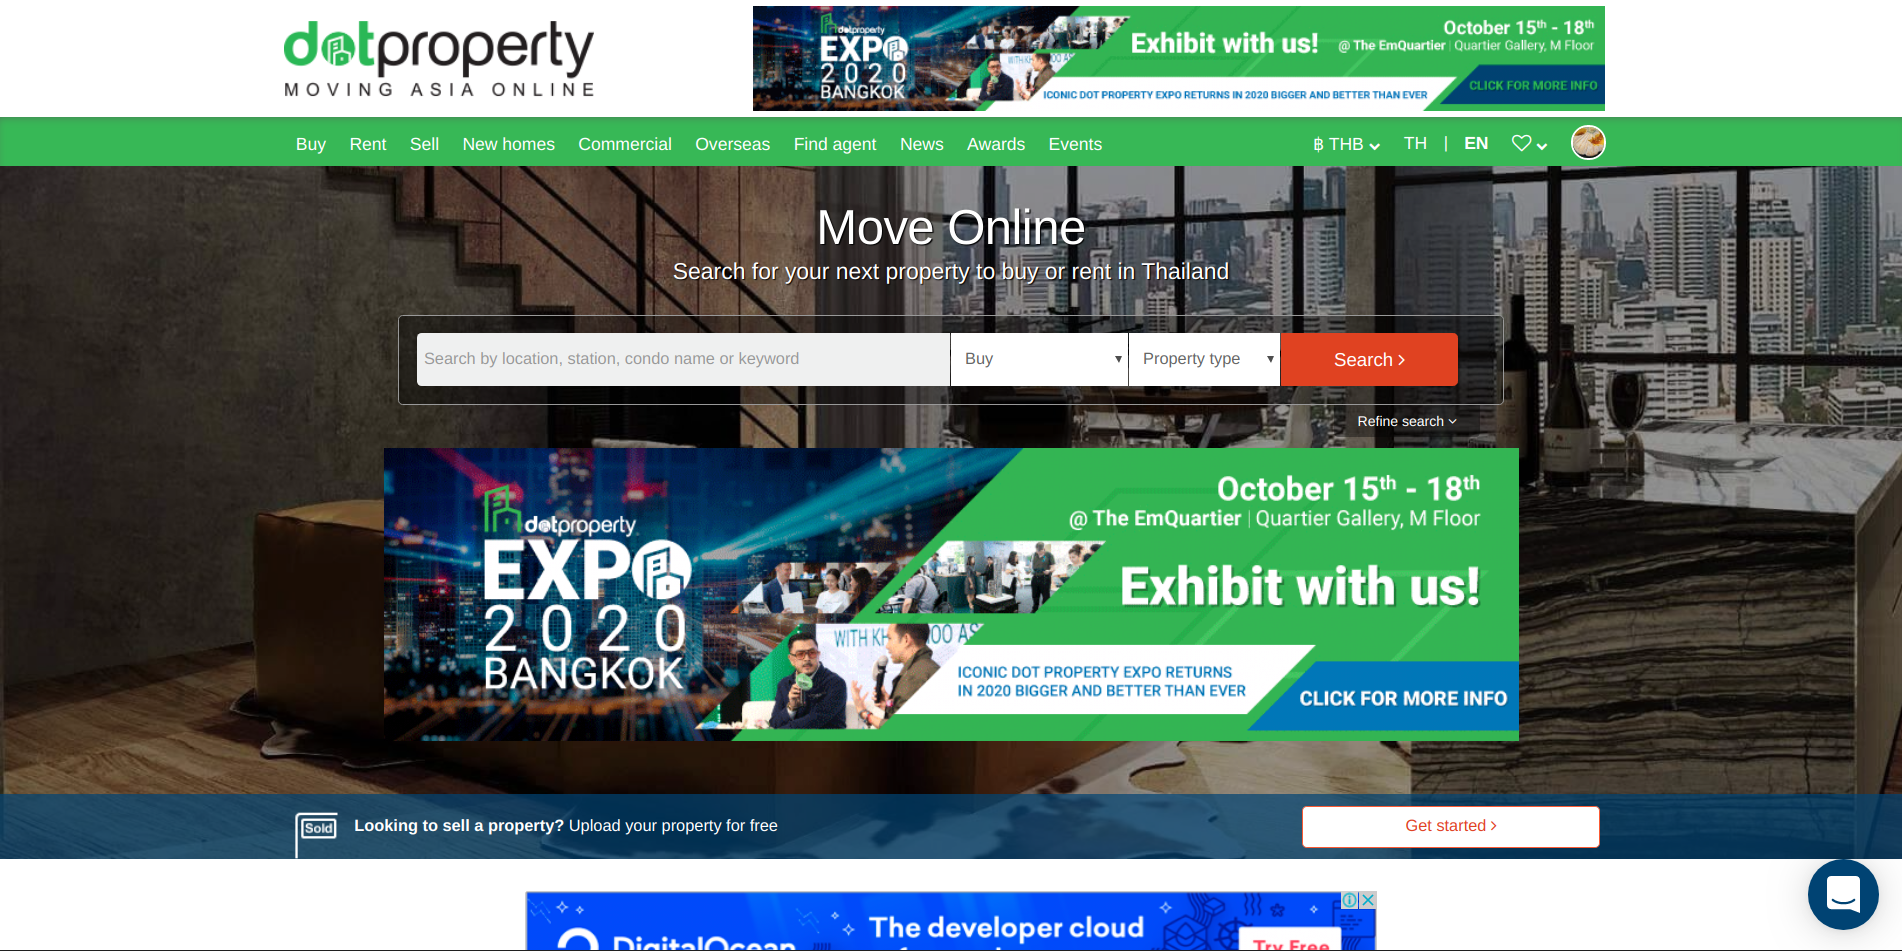 dotproperty
MOVING ASIA ONLINE
dotproperty
EXPO
2020
BANGKOK
October 15th - 18th
Exhibit with us! @ The EmQuartier | Quartier Gallery, M Floor
ICONIC DOT PROPERTY EXPO RETURNS IN 2020 BIGGER AND BETTER THAN EVER
CLICK FOR MORE INFO
Buy Rent Sell New homes Commercial Overseas Find agent News Awards Events ฿ THB TH | EN
Move Online
Search for your next property to buy or rent in Thailand
Search by location, station, condo name or keyword Buy Property type Search
Refine search
dotproperty
EXPO
2020
BANGKOK
October 15th - 18th
@ The EmQuartier | Quartier Gallery, M Floor
Exhibit with us!
ICONIC DOT PROPERTY EXPO RETURNS
IN 2020 BIGGER AND BETTER THAN EVER
CLICK FOR MORE INFO
Sold Looking to sell a property? Upload your property for free Get started
The developer cloud
DigitalOcean
Try Free